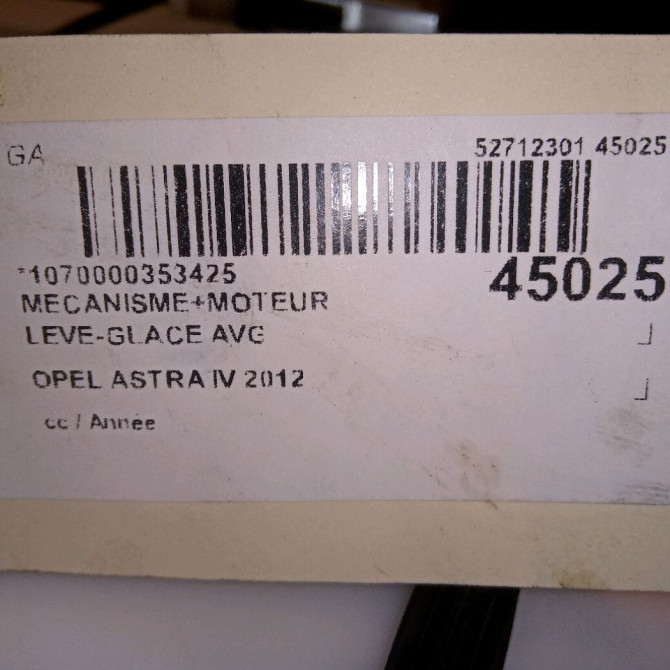 GA
52712301 45025
*1070000353425
45025
MECANISME+MOTEUR
LEVE-GLACE AVG
OPEL ASTRA IV 2012
cc / Année